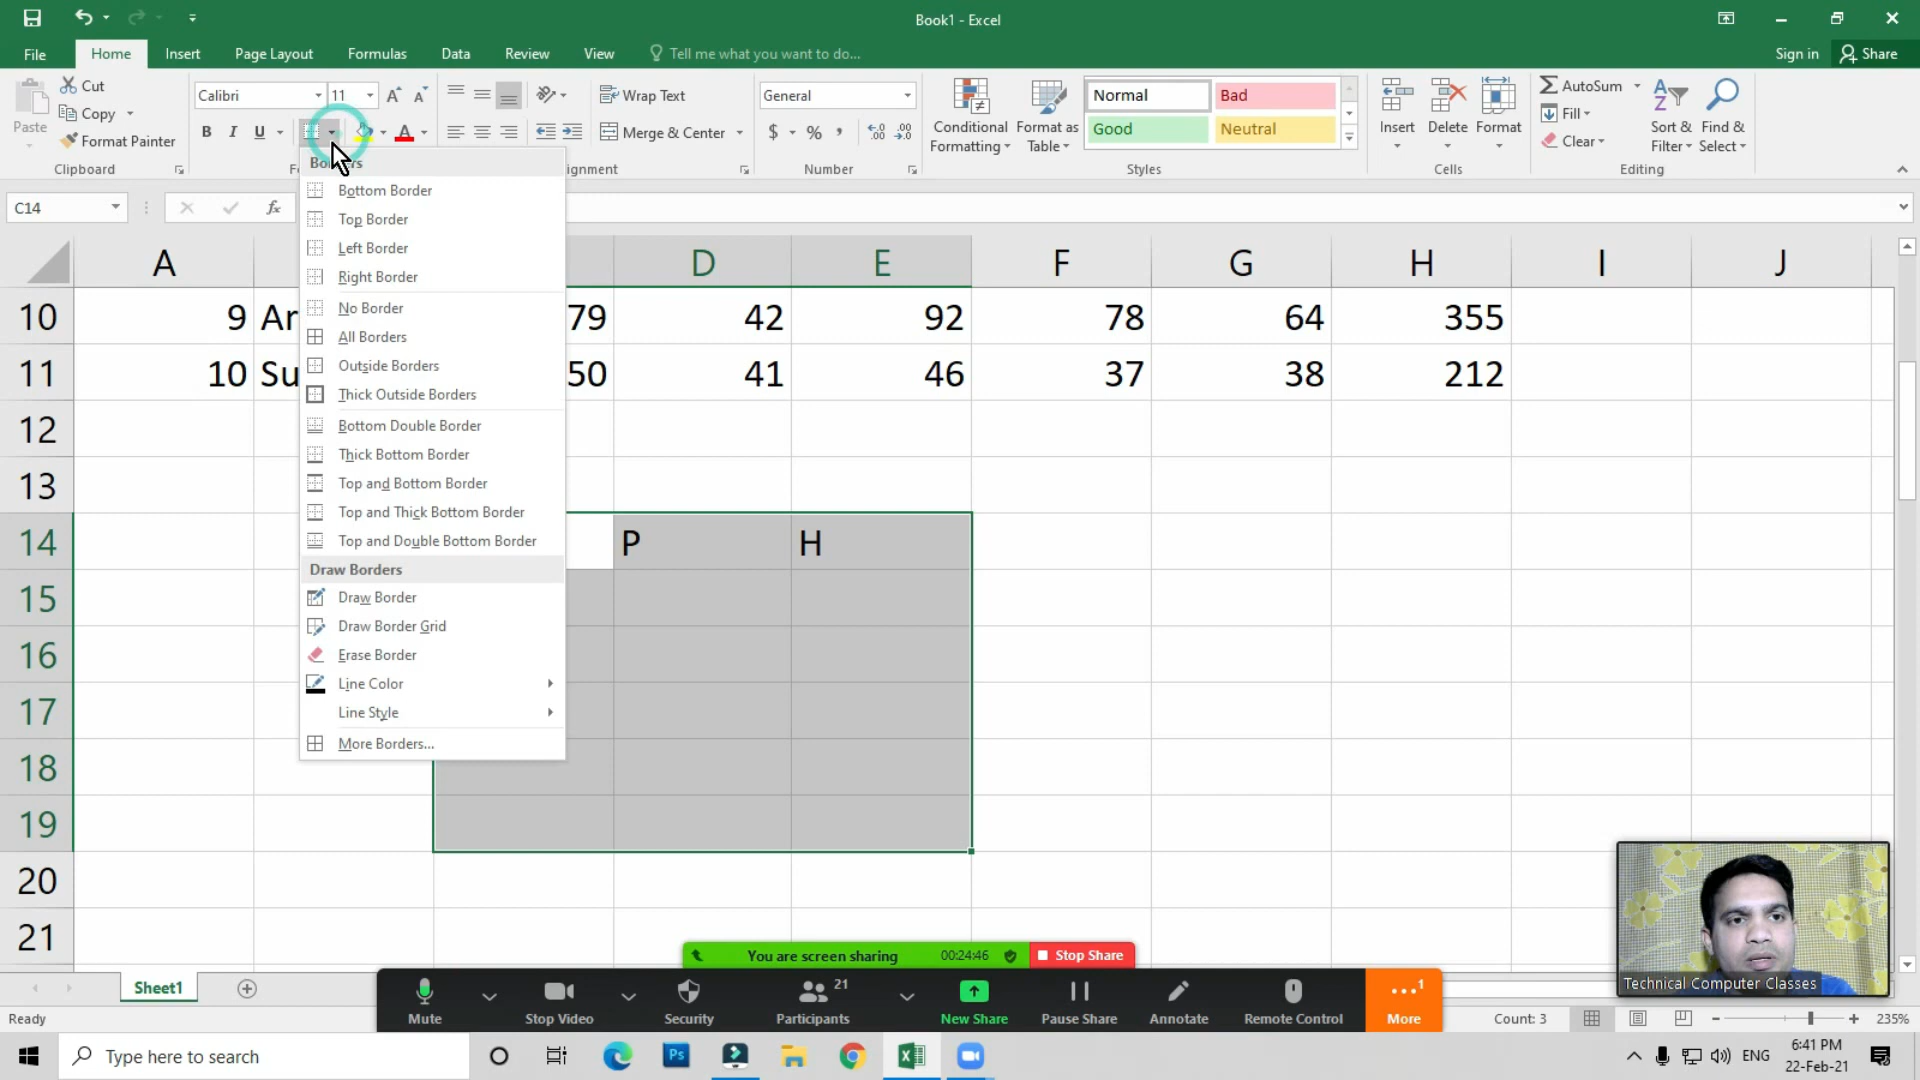 Book1 - Excel
File Home Insert Page Layout Formulas Data Review View Tell me what you want to do... Sign in Share
Paste Cut Copy Format Painter Clipboard
Calibri 11
B I U A
Wrap Text
Merge & Center
General
$ % ,
Number
Conditional Formatting
Format as Table
Normal Bad
Good Neutral
Styles
Insert Delete Format
Cells
AutoSum
Fill
Clear
Sort & Filter
Find & Select
Editing
C14 fx
Borders
Bottom Border
Top Border
Left Border
Right Border
No Border
All Borders
Outside Borders
Thick Outside Borders
Bottom Double Border
Thick Bottom Border
Top and Bottom Border
Top and Thick Bottom Border
Top and Double Bottom Border
Draw Borders
Draw Border
Draw Border Grid
Erase Border
Line Color
Line Style
More Borders...
A D E F G H I J
10 9 Ar 79 42 92 78 64 355
11 10 Su 50 41 46 37 38 212
12
13
14 P H
15
16
17
18
19
20
21
You are screen sharing 00:24:46 Stop Share
Sheet1
Mute Stop Video Security Participants 21 New Share Pause Share Annotate Remote Control More 1
Technical Computer Classes
Ready Count: 3 235%
Type here to search
Ps
ENG 6:41 PM
22-Feb-21